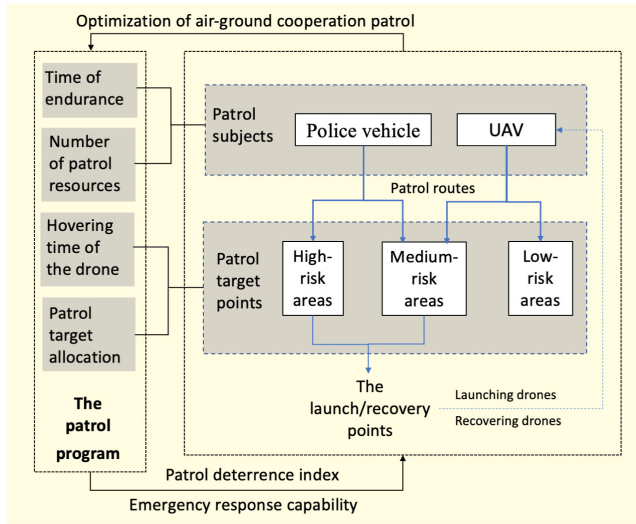 Optimization of air-ground cooperation patrol
Time of
endurance
Number
of patrol
resources
Hovering
time of
the drone
Patrol
target
allocation
The
patrol
program
Patrol
subjects
Police vehicle
UAV
Patrol routes
Patrol
target
points
High-
risk
areas
Medium-
risk
areas
Low-
risk
areas
The
launch/recovery
points
Launching drones
Recovering drones
Patrol deterrence index
Emergency response capability